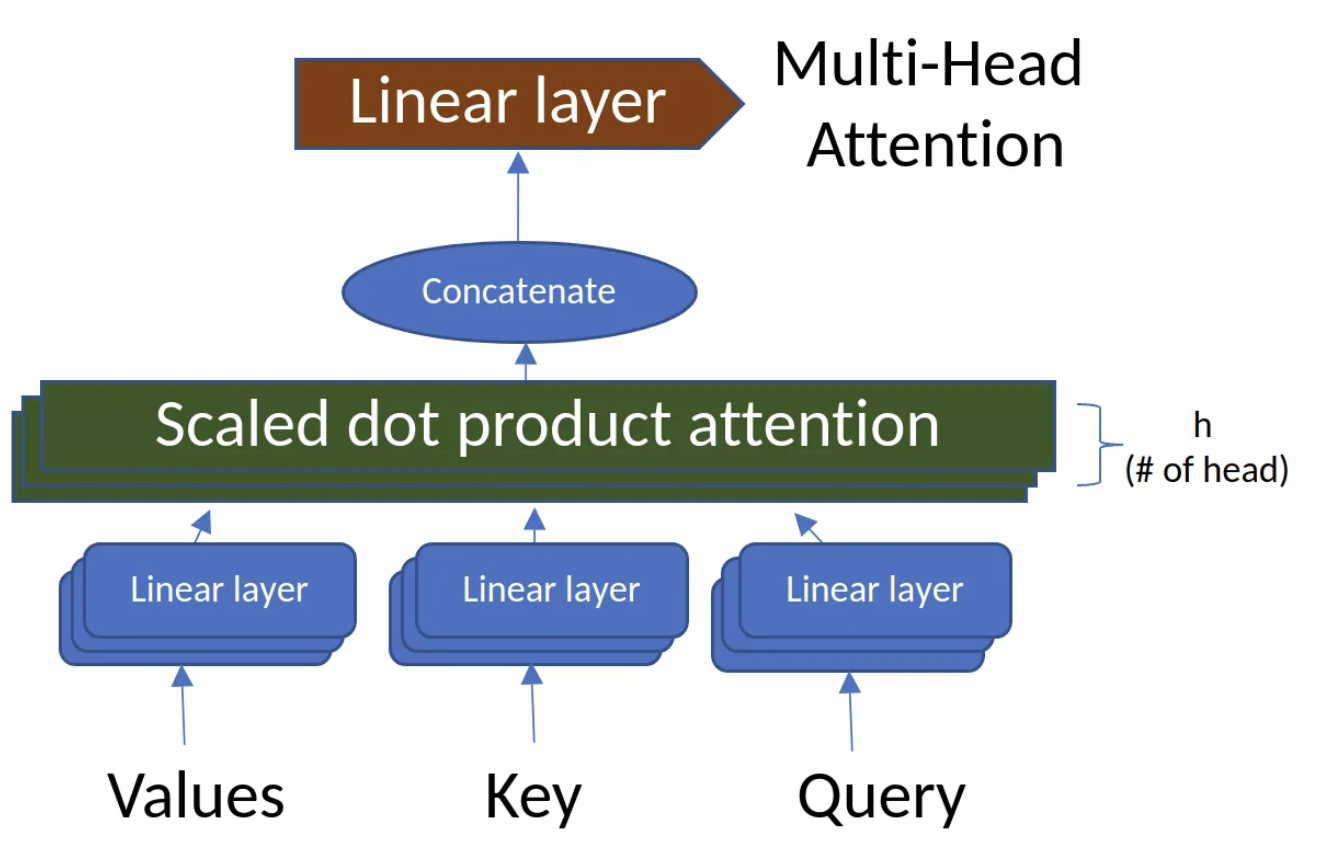 Linear layer
Multi-Head
Attention
Concatenate
Scaled dot product attention
h
(# of head)
Linear layer
Linear layer
Linear layer
Values
Key
Query